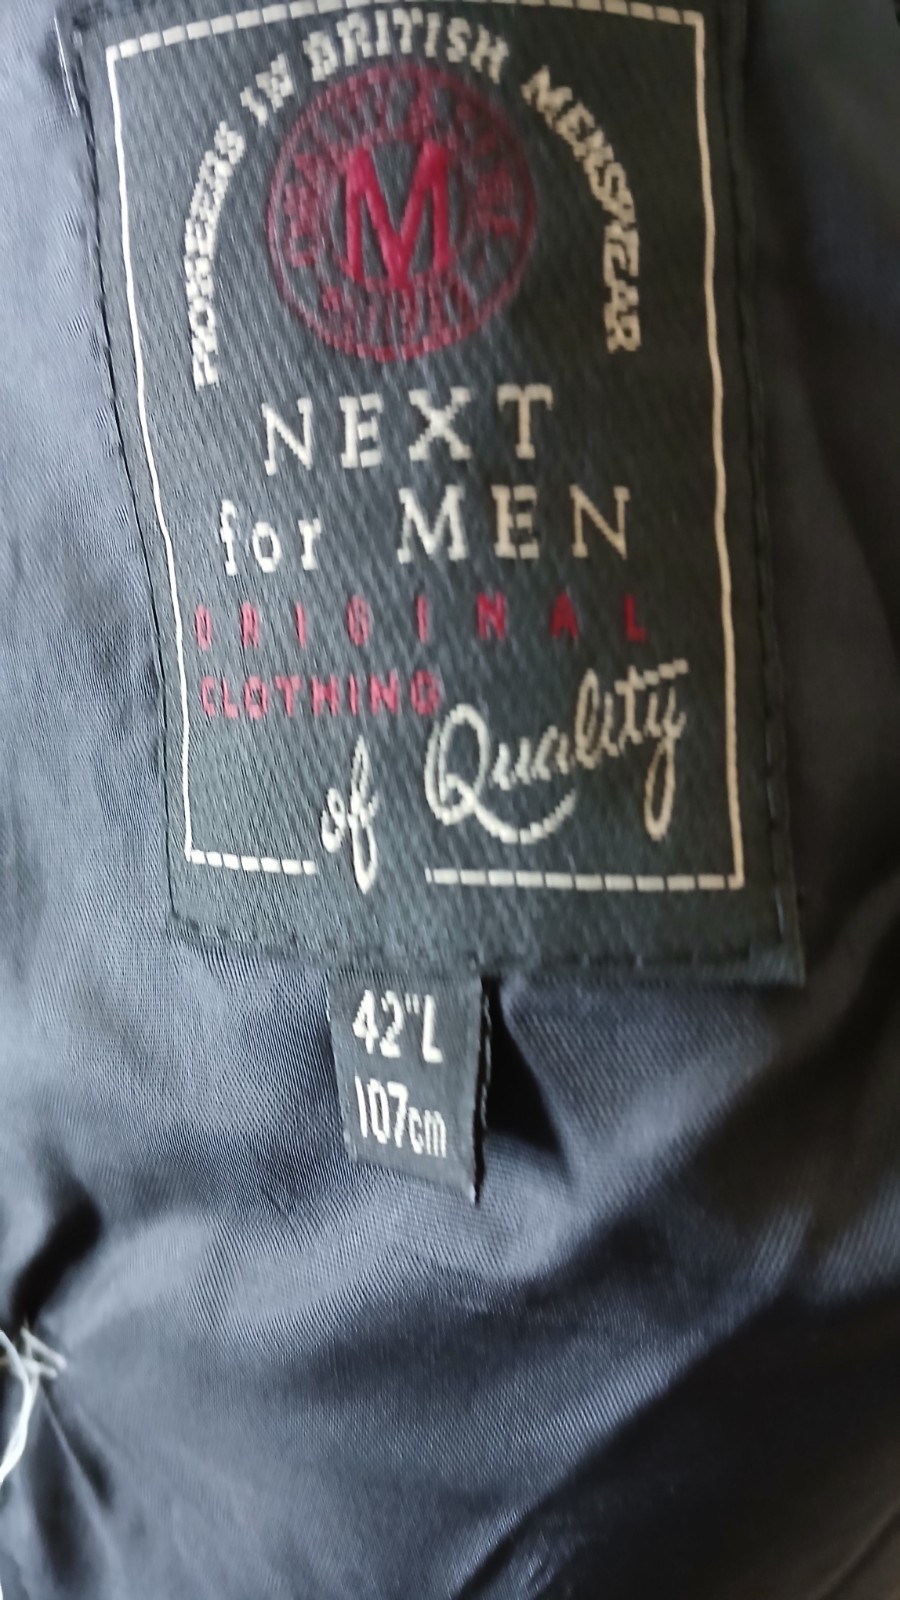 PIONEERS IN BRITISH MENSWEAR
M
NEXT
for MEN
ORIGINAL
CLOTHING
of Quality
42"L
107cm